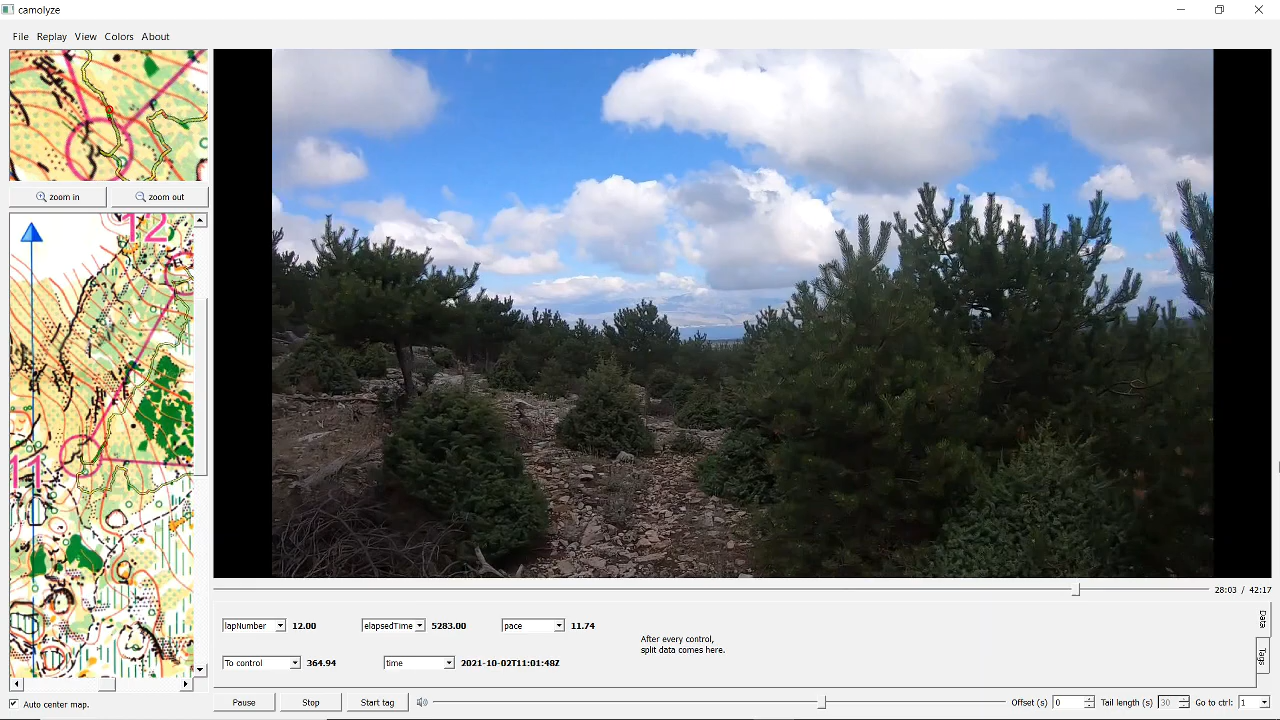 camolyze
File Replay View Colors About
zoom in zoom out
12
11
28:03 / 42:17
lapNumber 12.00 elapsedTime 5283.00 pace 11.74
After every control,
split data comes here.
To control 364.94 time 2021-10-02T11:01:48Z
Data
Tags
Auto center map.
Pause Stop Start tag Offset (s) 0 Tail length (s) 30 Go to ctrl: 1